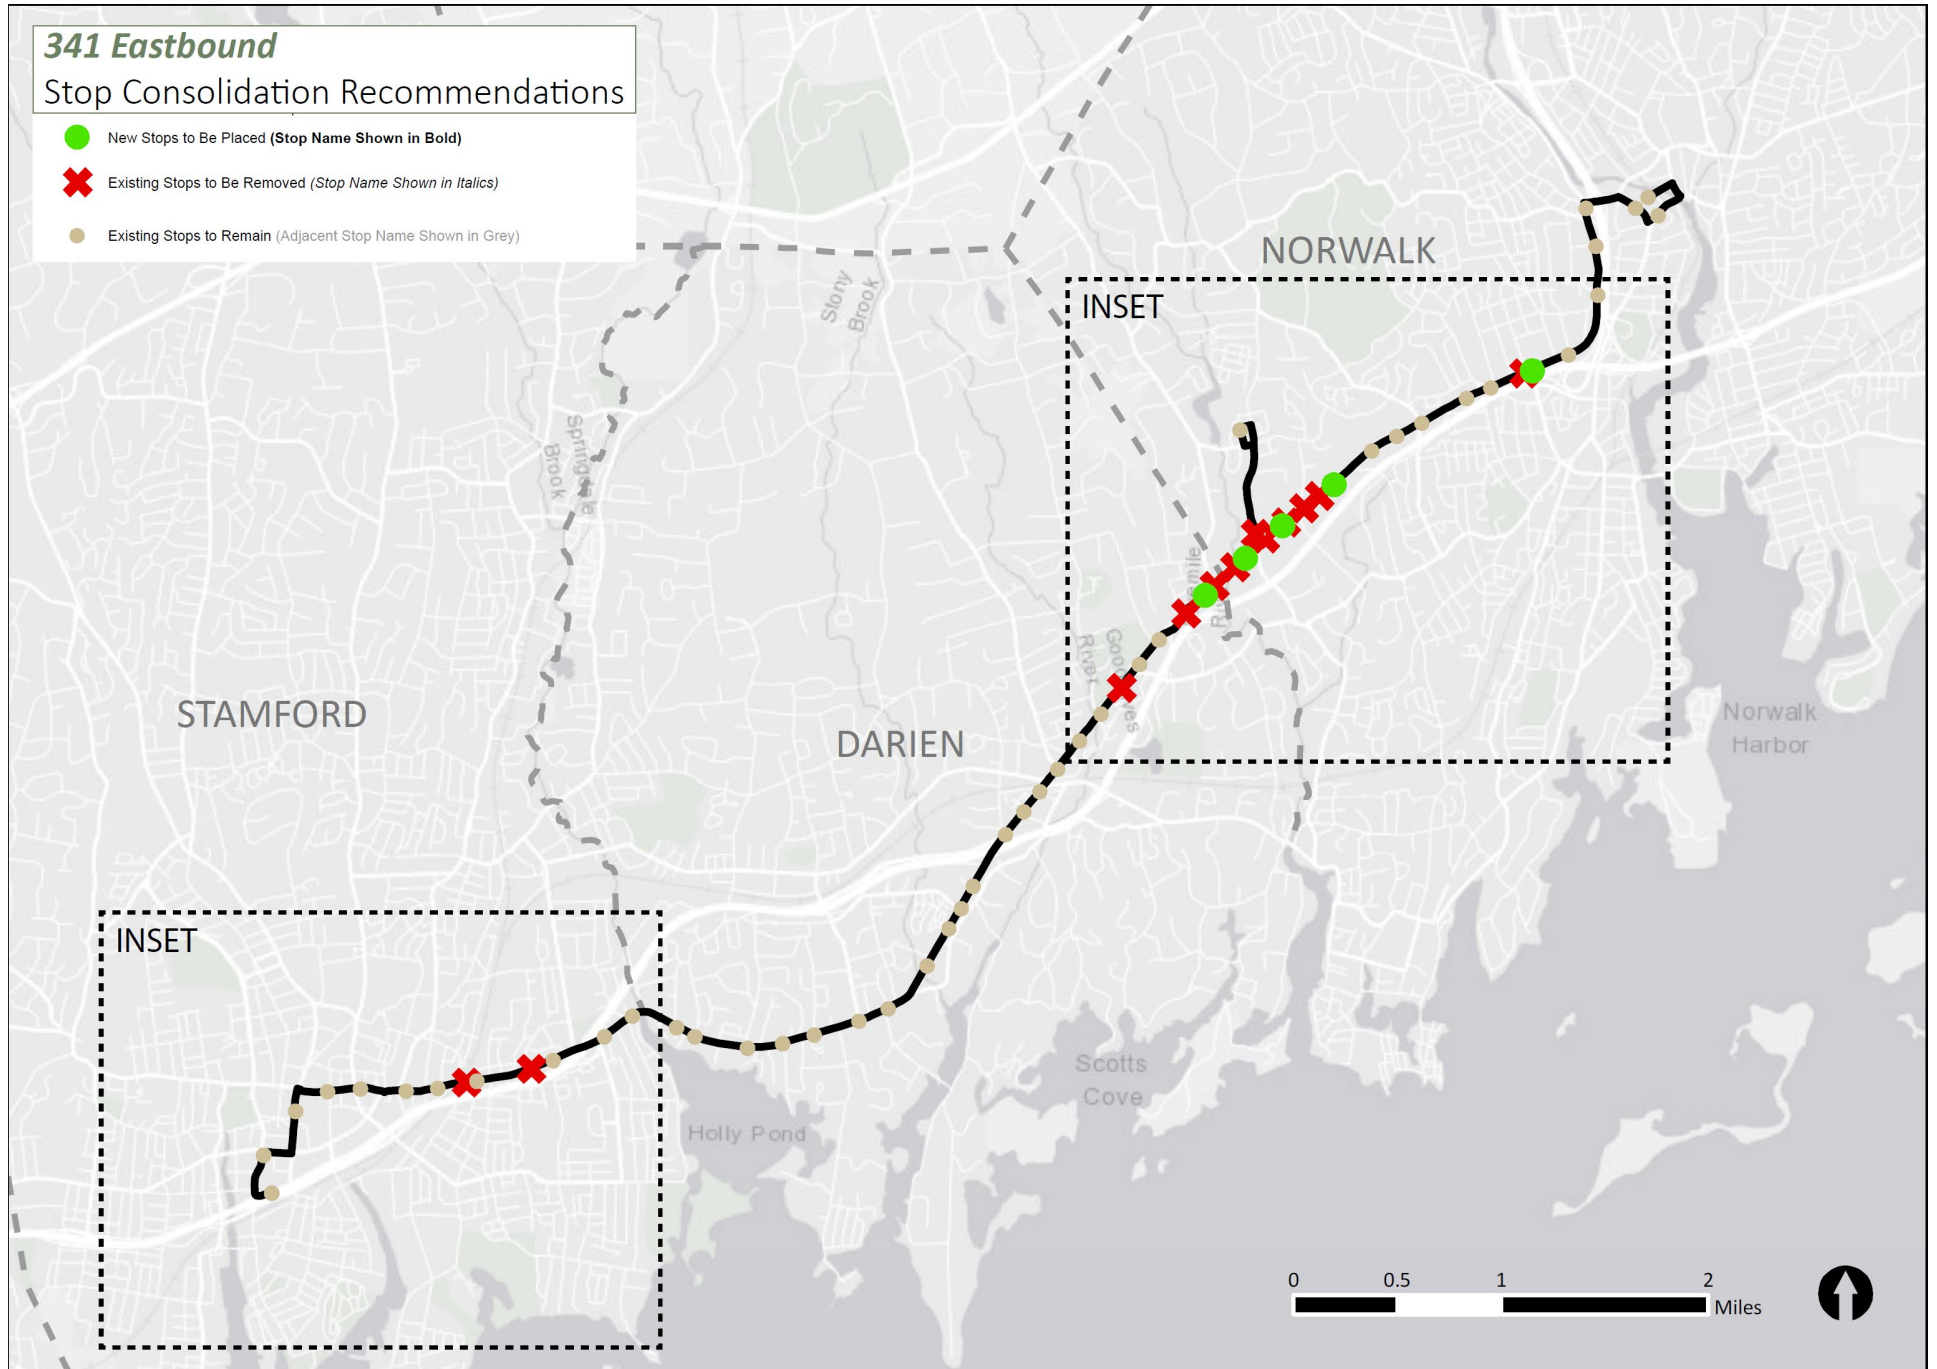 341 Eastbound
Stop Consolidation Recommendations
New Stops to Be Placed (Stop Name Shown in Bold)
Existing Stops to Be Removed (Stop Name Shown in Italics)
Existing Stops to Remain (Adjacent Stop Name Shown in Grey)
NORWALK
INSET
Stony
Brook
Springdale
Brook
River
STAMFORD
DARIEN
Norwalk
Harbor
INSET
Scotts
Cove
Holly Pond
0 0.5 1 2
Miles